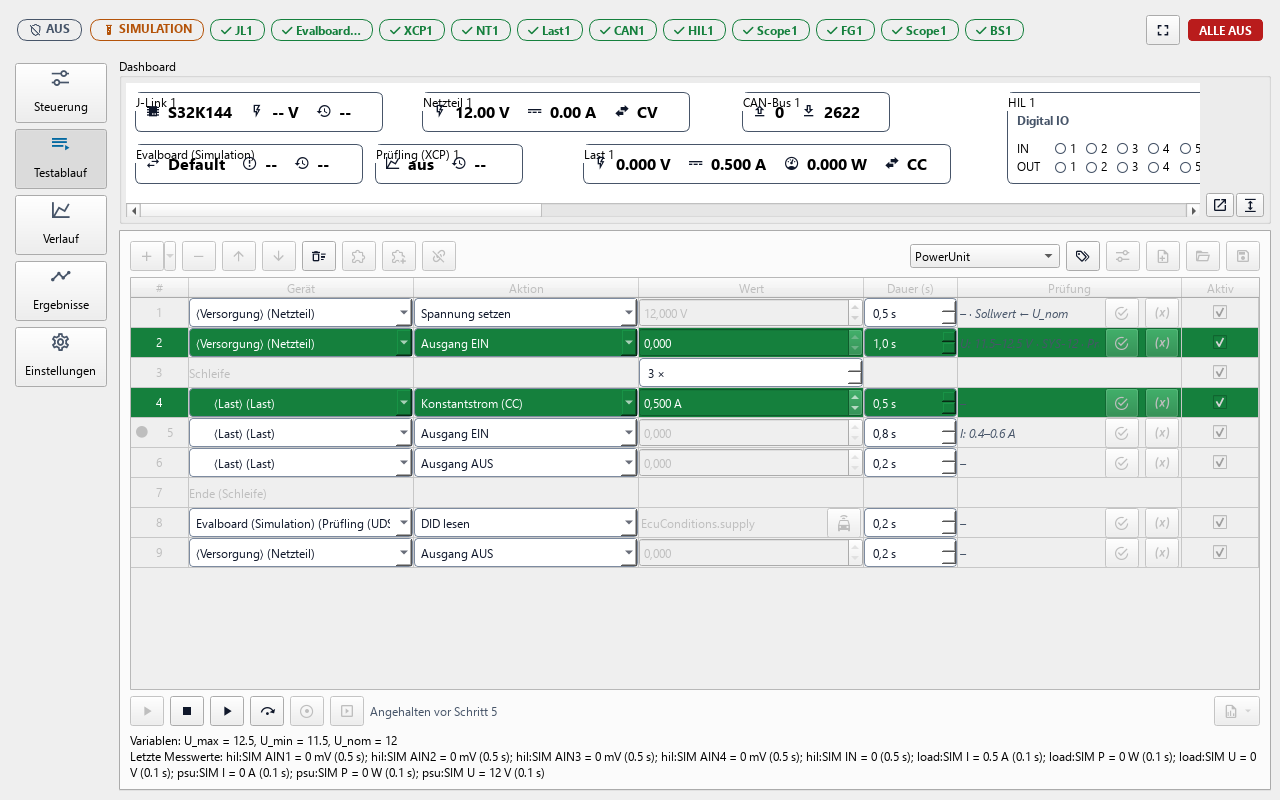 AUS SIMULATION JL1 Evalboard... XCP1 NT1 Last1 CAN1 HIL1 Scope1 FG1 Scope1 BS1 ALLE AUS
Steuerung
Testablauf
Verlauf
Ergebnisse
Einstellungen
Dashboard
J-Link 1
S32K144 -- V --
Netzteil 1
12.00 V 0.00 A CV
CAN-Bus 1
0 2622
HIL 1
Digital IO
IN 1 2 3 4 5
OUT 1 2 3 4 5
Evalboard (Simulation)
Default -- --
Prüfling (XCP) 1
aus --
Last 1
0.000 V 0.500 A 0.000 W CC
PowerUnit
# Gerät Aktion Wert Dauer (s) Prüfung Aktiv
1 ⟨Versorgung⟩ (Netzteil) Spannung setzen 12,000 V 0,5 s – · Sollwert ← U_nom (x)
2 ⟨Versorgung⟩ (Netzteil) Ausgang EIN 0,000 1,0 s (x)
3 Schleife 3 ×
4 ⟨Last⟩ (Last) Konstantstrom (CC) 0,500 A 0,5 s (x)
5 ⟨Last⟩ (Last) Ausgang EIN 0,000 0,8 s I: 0.4–0.6 A (x)
6 ⟨Last⟩ (Last) Ausgang AUS 0,000 0,2 s – (x)
7 Ende (Schleife)
8 Evalboard (Simulation) (Prüfling (UDS DID lesen EcuConditions.supply 0,2 s – (x)
9 ⟨Versorgung⟩ (Netzteil) Ausgang AUS 0,000 0,2 s – (x)
Angehalten vor Schritt 5
Variablen: U_max = 12.5, U_min = 11.5, U_nom = 12
Letzte Messwerte: hil:SIM AIN1 = 0 mV (0.5 s); hil:SIM AIN2 = 0 mV (0.5 s); hil:SIM AIN3 = 0 mV (0.5 s); hil:SIM AIN4 = 0 mV (0.5 s); hil:SIM IN = 0 (0.5 s); load:SIM I = 0.5 A (0.1 s); load:SIM P = 0 W (0.1 s); load:SIM U = 0
V (0.1 s); psu:SIM I = 0 A (0.1 s); psu:SIM P = 0 W (0.1 s); psu:SIM U = 12 V (0.1 s)